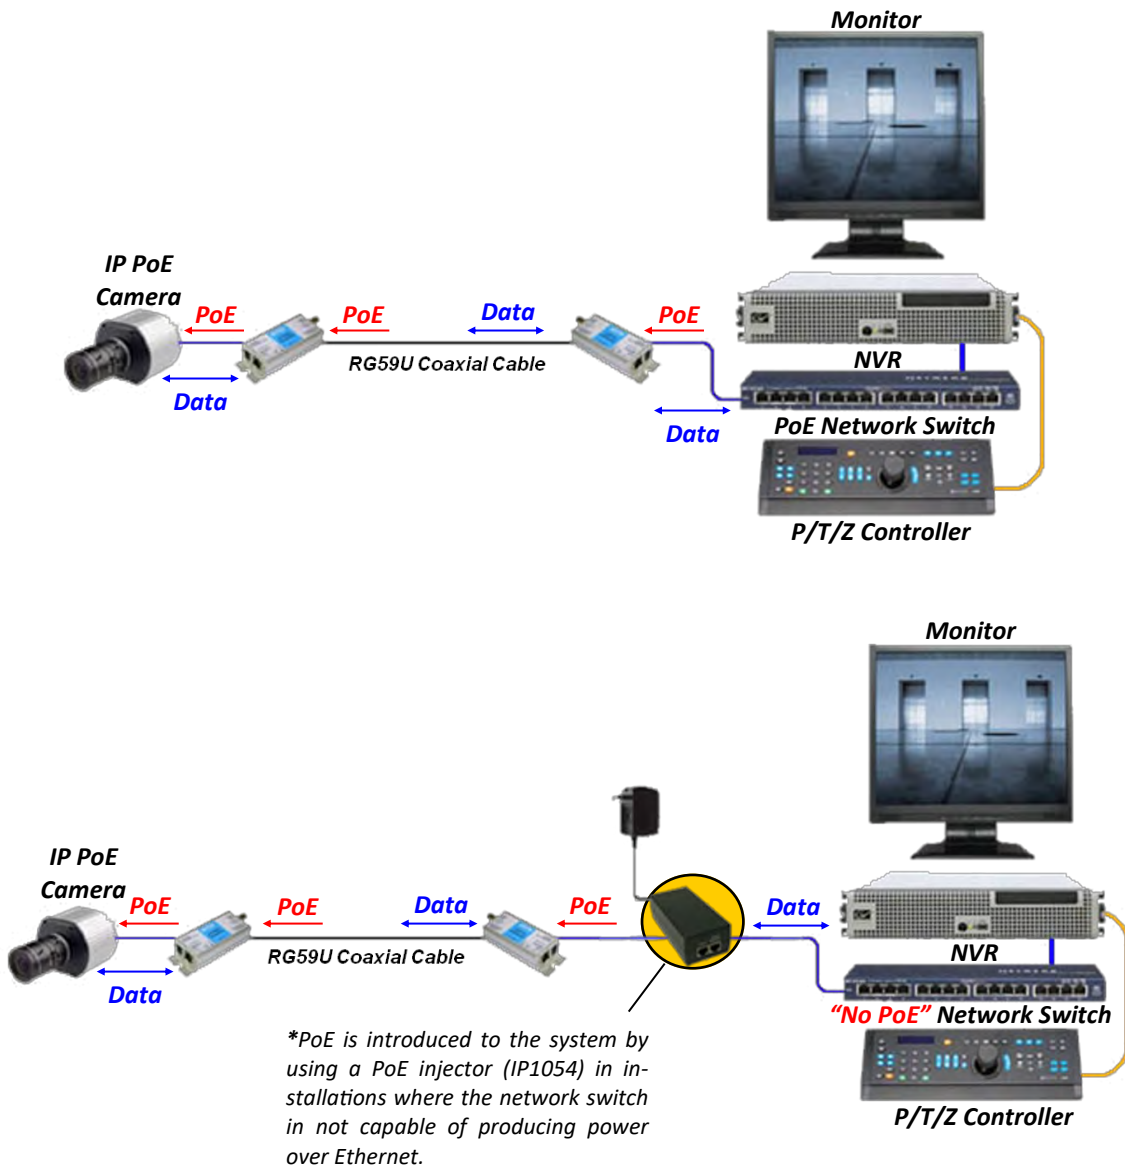 Monitor
IP PoE
Camera
PoE
PoE
Data
PoE
RG59U Coaxial Cable
NVR
Data
Data
PoE Network Switch
P/T/Z Controller
Monitor
IP PoE
Camera
PoE
PoE
Data
PoE
Data
RG59U Coaxial Cable
NVR
Data
“No PoE” Network Switch
*PoE is introduced to the system by
using a PoE injector (IP1054) in in-
stallations where the network switch
in not capable of producing power
over Ethernet.
P/T/Z Controller